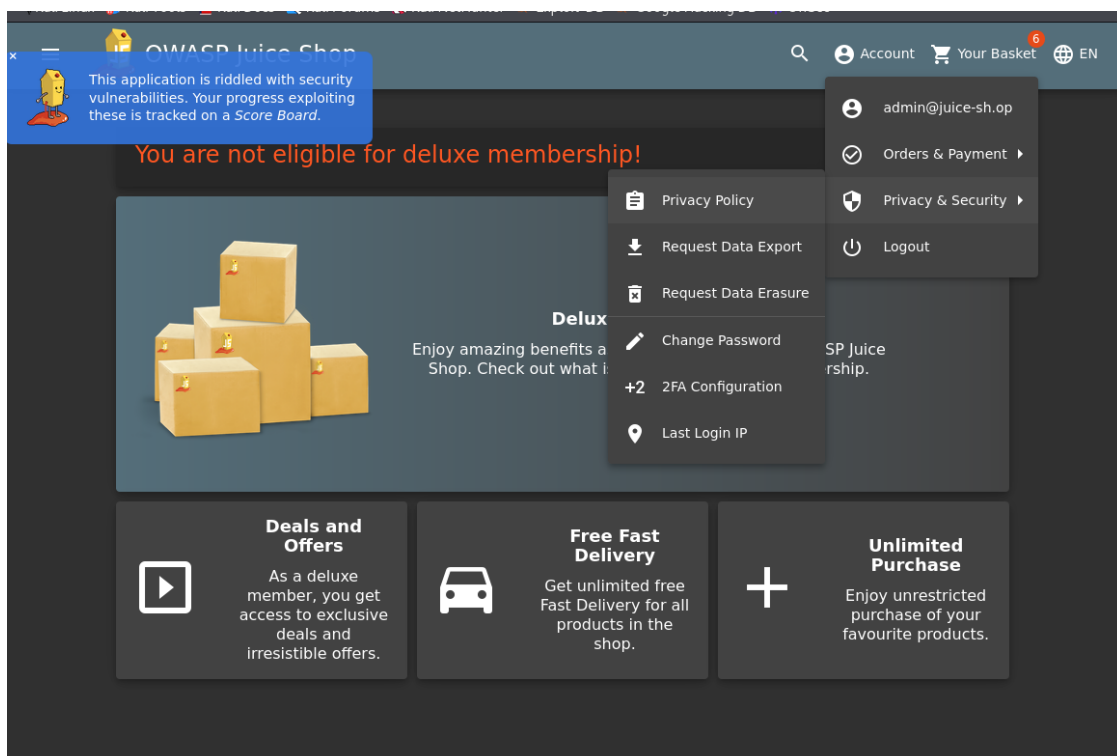 OWASP Juice Shop
Account
Your Basket
6
EN
This application is riddled with security
vulnerabilities. Your progress exploiting
these is tracked on a Score Board.
You are not eligible for deluxe membership!
admin@juice-sh.op
Orders & Payment
Privacy & Security
Logout
Privacy Policy
Request Data Export
Request Data Erasure
Change Password
+2 2FA Configuration
Last Login IP
Delux
Enjoy amazing benefits a
SP Juice
Shop. Check out what i
rship.
Deals and
Offers
As a deluxe
member, you get
access to exclusive
deals and
irresistible offers.
Free Fast
Delivery
Get unlimited free
Fast Delivery for all
products in the
shop.
Unlimited
Purchase
Enjoy unrestricted
purchase of your
favourite products.